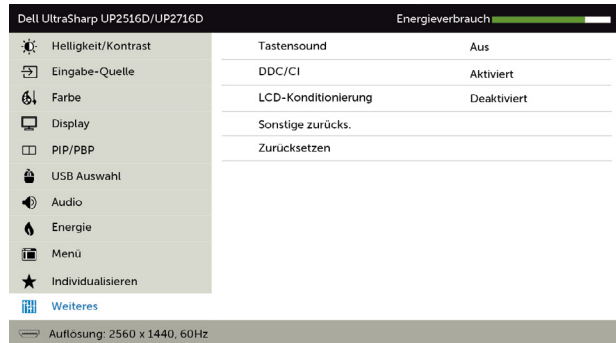 Dell UltraSharp UP2516D/UP2716D Energieverbrauch
Helligkeit/Kontrast
Eingabe-Quelle
Farbe
Display
PIP/PBP
USB Auswahl
Audio
Energie
Menü
Individualisieren
Weiteres
Tastensound Aus
DDC/CI Aktiviert
LCD-Konditionierung Deaktiviert
Sonstige zurücks.
Zurücksetzen
Auflösung: 2560 x 1440, 60Hz